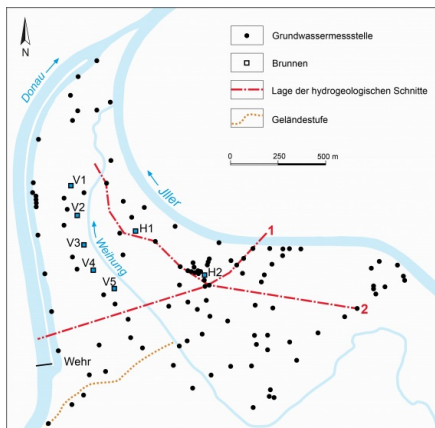 N
Donau
Jller
Weihung
V1
V2
V3
V4
V5
H1
H2
1
2
Wehr
Grundwassermessstelle
Brunnen
Lage der hydrogeologischen Schnitte
Geländestufe
0 250 500 m